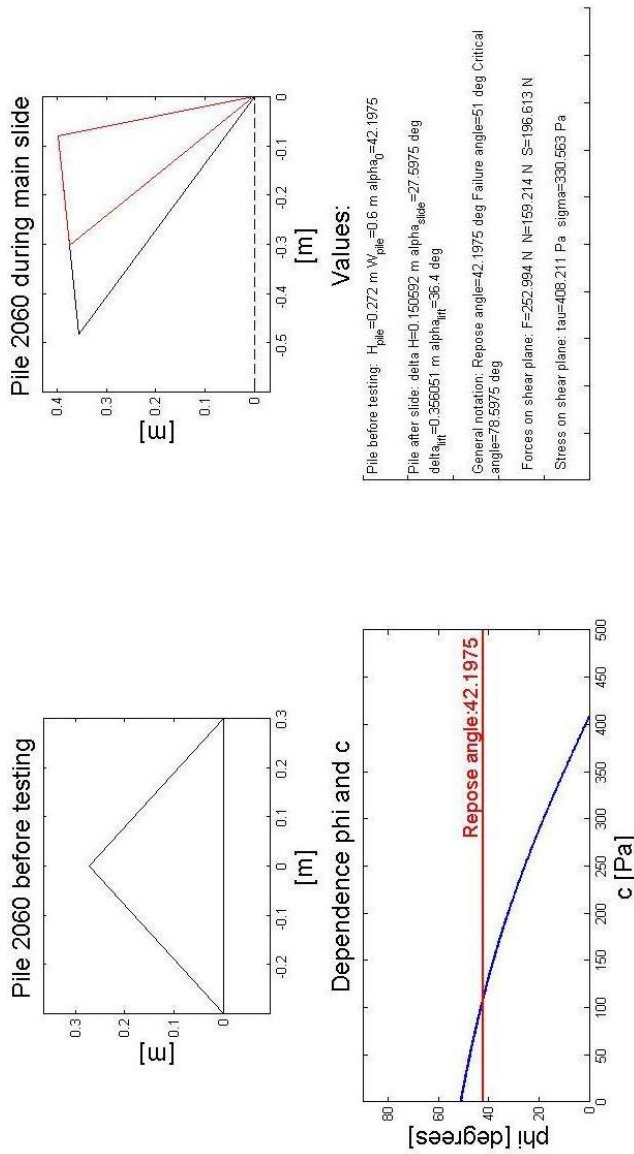 Pile 2060 before testing
0.3
0.2
0.1
0
[m]
-0.2
-0.1
0
0.1
0.2
0.3
[m]
Pile 2060 during main slide
0.4
0.3
0.2
0.1
0
[m]
-0.5
-0.4
-0.3
-0.2
-0.1
0
[m]
Dependence phi and c
Repose angle:42.1975
80
60
40
20
0
phi [degrees]
0
50
100
150
200
250
300
350
400
450
500
c [Pa]
Values:
Pile before testing: H_pile=0.272 m W_pile=0.6 m alpha_0=42.1975
Pile after slide: delta H=0.150592 m alpha_slide=27.5975 deg
delta_lift=0.356051 m alpha_lift=36.4 deg
General notation: Repose angle=42.1975 deg Failure angle=51 deg Critical
angle=78.5975 deg
Forces on shear plane: F=252.994 N N=159.214 N S=196.613 N
Stress on shear plane: tau=408.211 Pa sigma=330.563 Pa